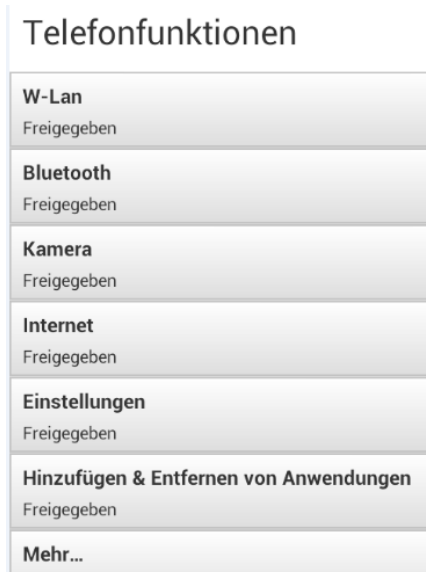 Telefonfunktionen
W-Lan
Freigegeben
Bluetooth
Freigegeben
Kamera
Freigegeben
Internet
Freigegeben
Einstellungen
Freigegeben
Hinzufügen & Entfernen von Anwendungen
Freigegeben
Mehr...